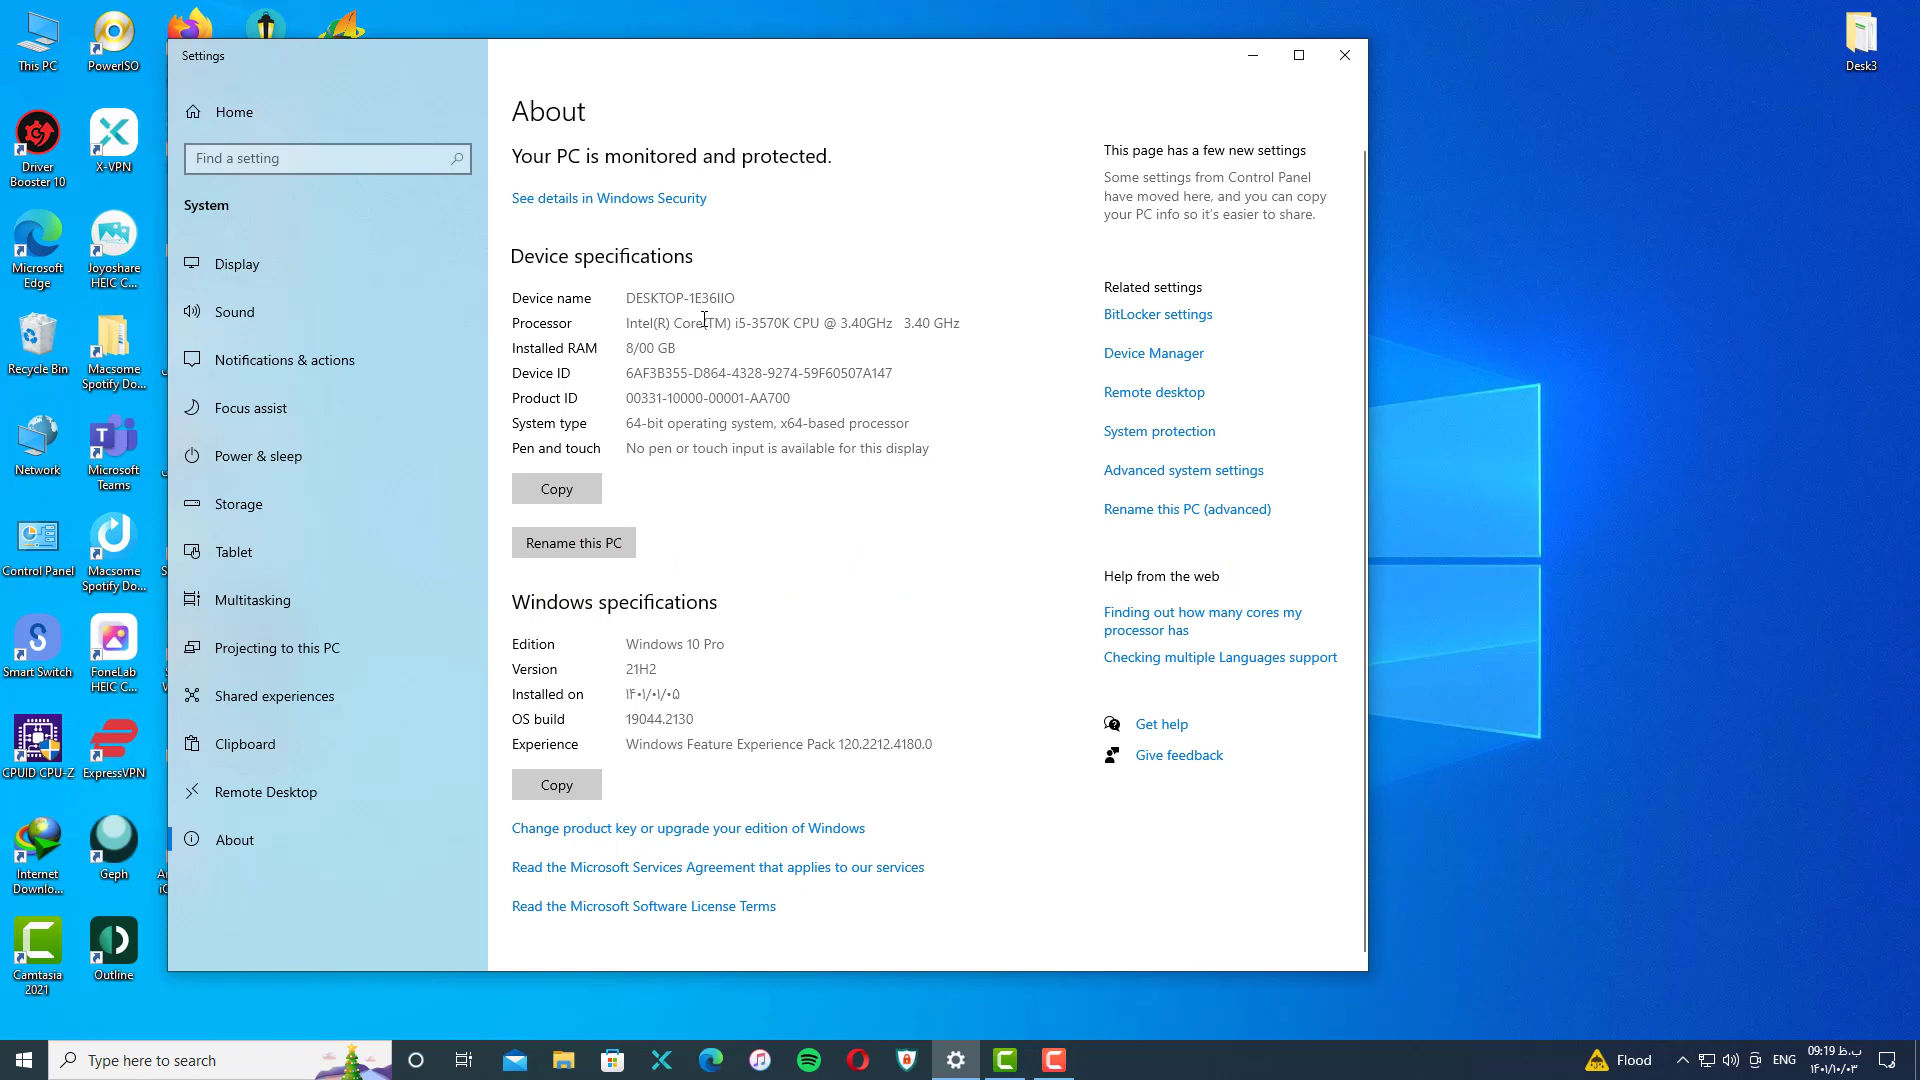 This PC
PowerISO
Driver
Booster 10
X-VPN
Microsoft
Edge
Joyoshare
HEIC C...
Recycle Bin
Macsome
Spotify Do...
Network
Microsoft
Teams
Control Panel
Macsome
Spotify Do...
Smart Switch
FoneLab
HEIC C...
CPUID CPU-Z
ExpressVPN
Internet
Downlo...
Geph
Camtasia
2021
Outline
Desk3
Settings
Home
Find a setting
System
Display
Sound
Notifications & actions
Focus assist
Power & sleep
Storage
Tablet
Multitasking
Projecting to this PC
Shared experiences
Clipboard
Remote Desktop
About
About
Your PC is monitored and protected.
See details in Windows Security
Device specifications
Device name DESKTOP-1E36IIO
Processor Intel(R) Core(TM) i5-3570K CPU @ 3.40GHz 3.40 GHz
Installed RAM 8/00 GB
Device ID 6AF3B355-D864-4328-9274-59F60507A147
Product ID 00331-10000-00001-AA700
System type 64-bit operating system, x64-based processor
Pen and touch No pen or touch input is available for this display
Copy
Rename this PC
Windows specifications
Edition Windows 10 Pro
Version 21H2
Installed on ۱۴۰۱/۰۱/۰۵
OS build 19044.2130
Experience Windows Feature Experience Pack 120.2212.4180.0
Copy
Change product key or upgrade your edition of Windows
Read the Microsoft Services Agreement that applies to our services
Read the Microsoft Software License Terms
This page has a few new settings
Some settings from Control Panel
have moved here, and you can copy
your PC info so it's easier to share.
Related settings
BitLocker settings
Device Manager
Remote desktop
System protection
Advanced system settings
Rename this PC (advanced)
Help from the web
Finding out how many cores my
processor has
Checking multiple Languages support
Get help
Give feedback
Type here to search
Flood
ENG
09:19 ب.ظ
۱۴۰۱/۱۰/۰۳